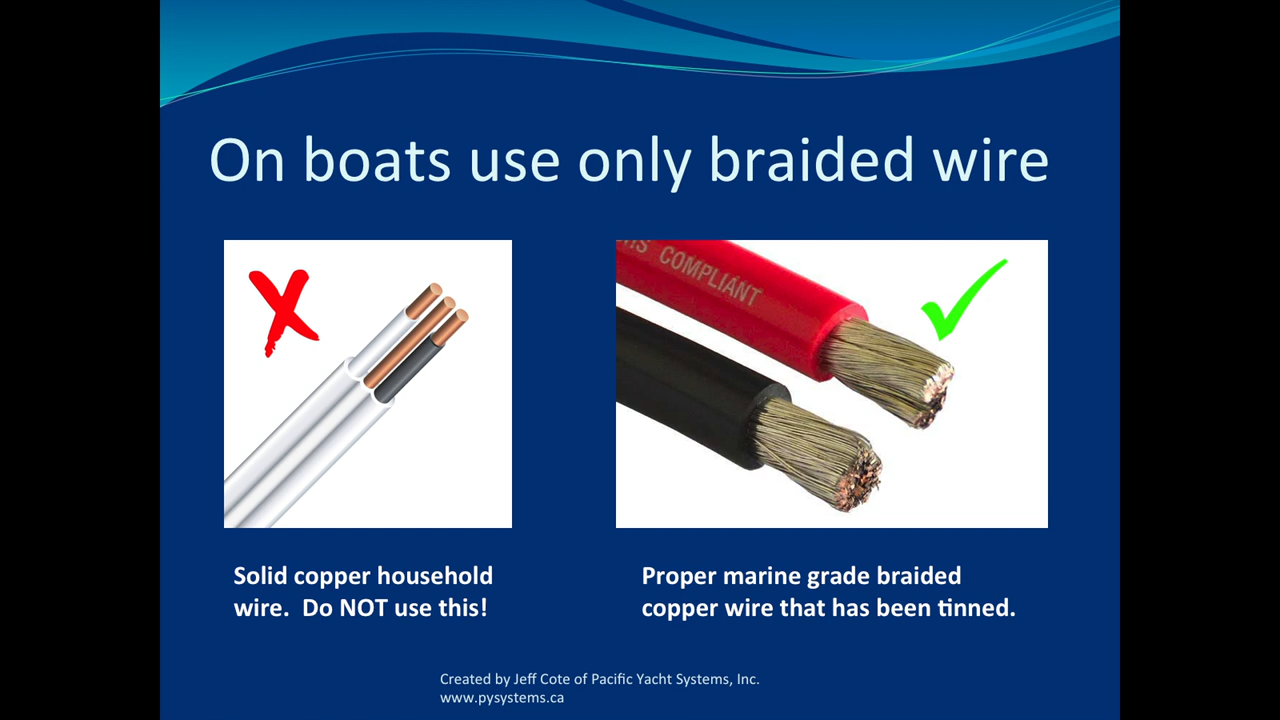 On boats use only braided wire
COMPLIANT
Solid copper household
wire.  Do NOT use this!
Proper marine grade braided
copper wire that has been tinned.
Created by Jeff Cote of Pacific Yacht Systems, Inc.
www.pysystems.ca